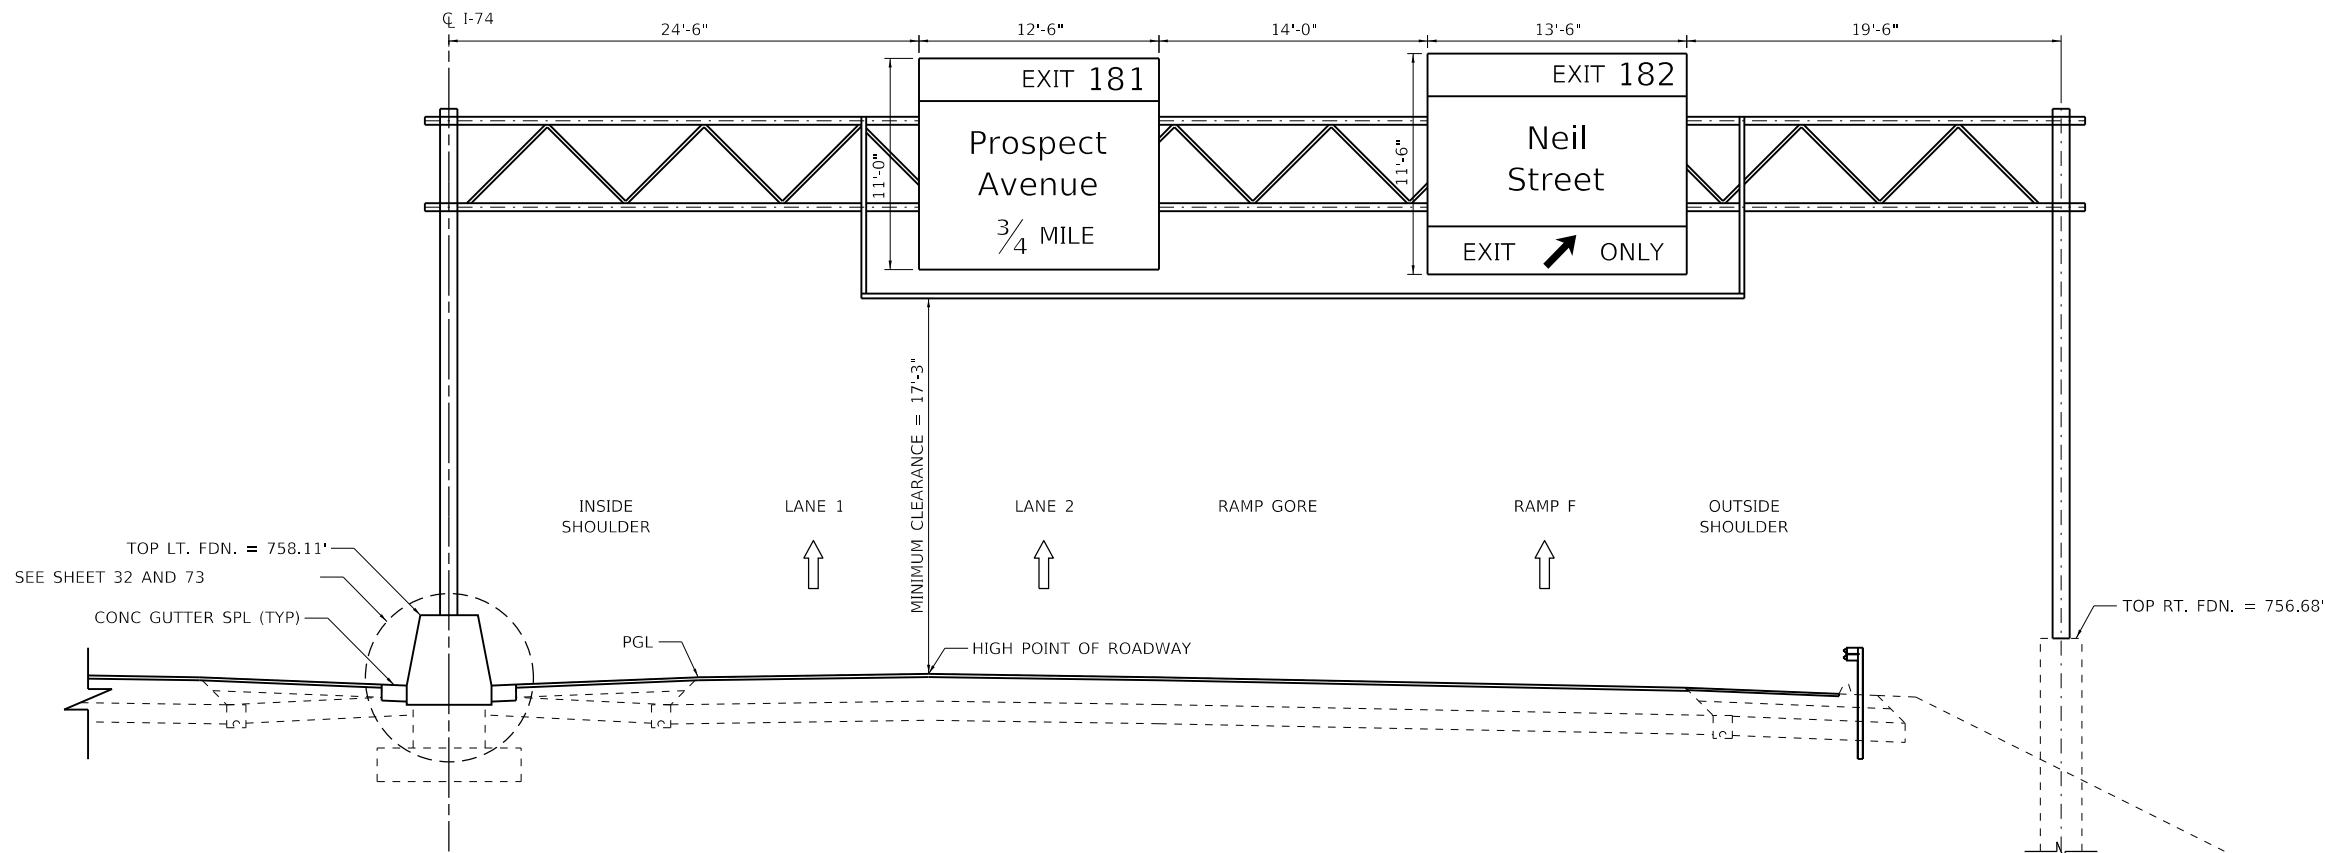 ℄ I-74
24'-6"
12'-6"
14'-0"
13'-6"
19'-6"
EXIT 181
Prospect
Avenue
3/4 MILE
11'-0"
EXIT 182
Neil
Street
EXIT ONLY
11'-6"
MINIMUM CLEARANCE = 17'-3"
INSIDE
SHOULDER
LANE 1
LANE 2
RAMP GORE
RAMP F
OUTSIDE
SHOULDER
TOP LT. FDN. = 758.11'
SEE SHEET 32 AND 73
CONC GUTTER SPL (TYP)
PGL
HIGH POINT OF ROADWAY
TOP RT. FDN. = 756.68'